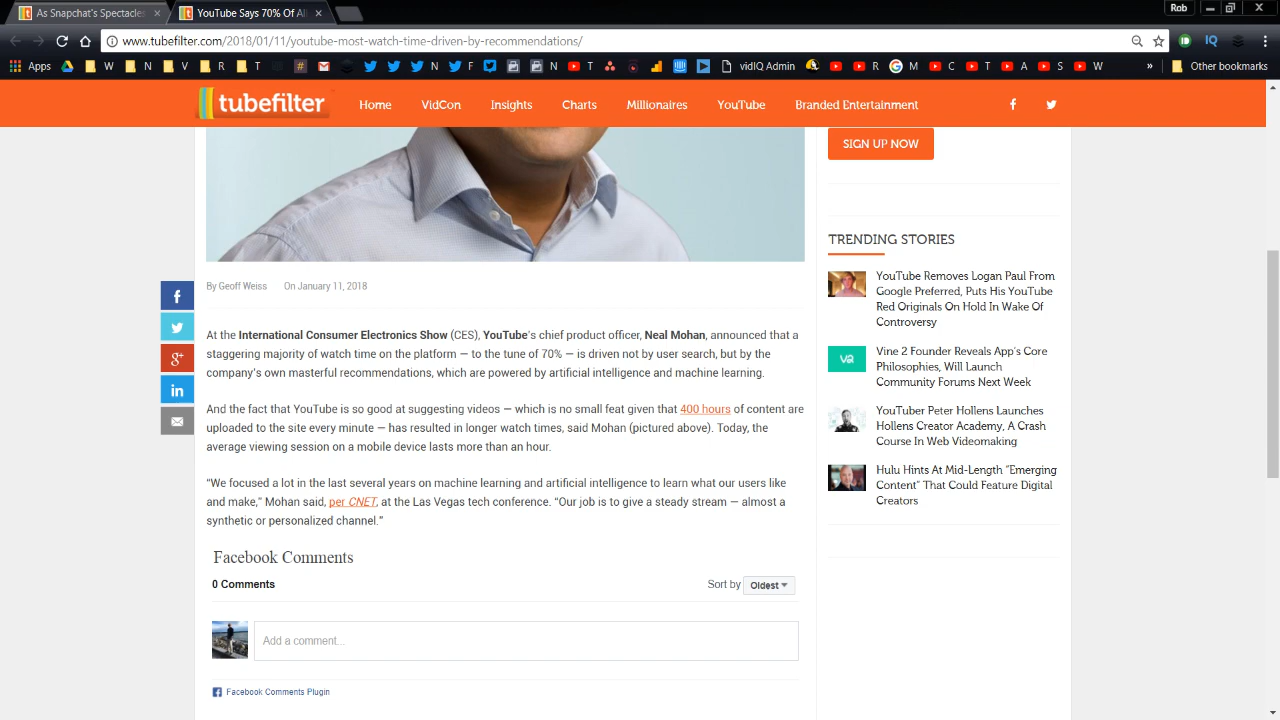 As Snapchat's Spectacles
YouTube Says 70% Of Al
Rob
www.tubefilter.com/2018/01/11/youtube-most-watch-time-driven-by-recommendations/
IQ
Apps W N V R T N F N T vidIQ Admin R M C T A S W » Other bookmarks
tubefilter
Home VidCon Insights Charts Millionaires YouTube Branded Entertainment
SIGN UP NOW
By Geoff Weiss On January 11, 2018
At the International Consumer Electronics Show (CES), YouTube's chief product officer, Neal Mohan, announced that a
staggering majority of watch time on the platform — to the tune of 70% — is driven not by user search, but by the
company's own masterful recommendations, which are powered by artificial intelligence and machine learning.
And the fact that YouTube is so good at suggesting videos — which is no small feat given that 400 hours of content are
uploaded to the site every minute — has resulted in longer watch times, said Mohan (pictured above). Today, the
average viewing session on a mobile device lasts more than an hour.
"We focused a lot in the last several years on machine learning and artificial intelligence to learn what our users like
and make," Mohan said, per CNET, at the Las Vegas tech conference. "Our job is to give a steady stream — almost a
synthetic or personalized channel."
Facebook Comments
0 Comments
Sort by Oldest
Add a comment...
Facebook Comments Plugin
TRENDING STORIES
YouTube Removes Logan Paul From
Google Preferred, Puts His YouTube
Red Originals On Hold In Wake Of
Controversy
Vine 2 Founder Reveals App's Core
Philosophies, Will Launch
Community Forums Next Week
YouTuber Peter Hollens Launches
Hollens Creator Academy, A Crash
Course In Web Videomaking
Hulu Hints At Mid-Length "Emerging
Content" That Could Feature Digital
Creators